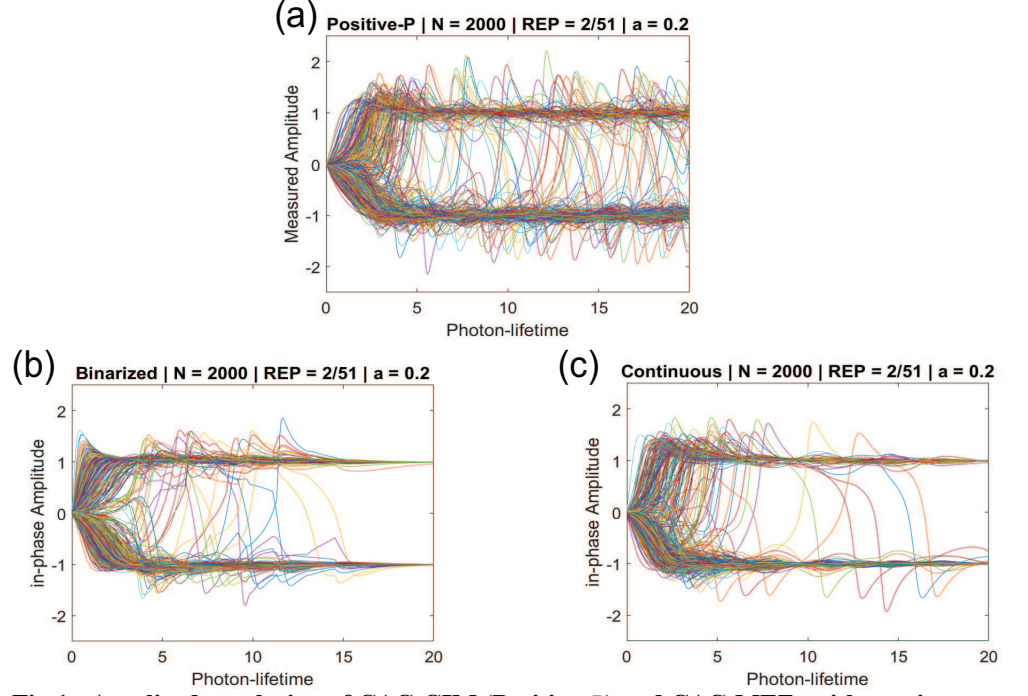 (a)
Positive-P | N = 2000 | REP = 2/51 | a = 0.2
Measured Amplitude
2
1
0
-1
-2
0 5 10 15 20
Photon-lifetime
(b)
Binarized | N = 2000 | REP = 2/51 | a = 0.2
in-phase Amplitude
2
1
0
-1
-2
0 5 10 15 20
Photon-lifetime
(c)
Continuous | N = 2000 | REP = 2/51 | a = 0.2
in-phase Amplitude
2
1
0
-1
-2
0 5 10 15 20
Photon-lifetime